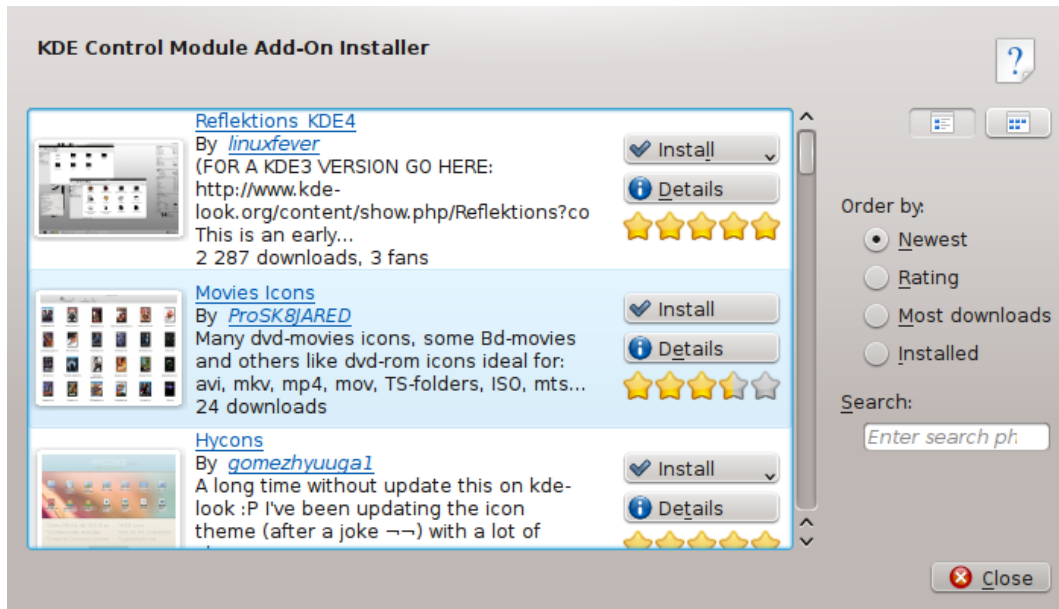 KDE Control Module Add-On Installer
?
Reflektions KDE4
By linuxfever
(FOR A KDE3 VERSION GO HERE:
http://www.kde-
look.org/content/show.php/Reflektions?co
This is an early...
2 287 downloads, 3 fans
Install
Details
Movies Icons
By ProSK8JARED
Many dvd-movies icons, some Bd-movies
and others like dvd-rom icons ideal for:
avi, mkv, mp4, mov, TS-folders, ISO, mts...
24 downloads
Install
Details
Hycons
By gomezhyuuga1
A long time without update this on kde-
look :P I've been updating the icon
theme (after a joke ¬¬) with a lot of
Install
Details
Order by:
Newest
Rating
Most downloads
Installed
Search:
Enter search ph
Close